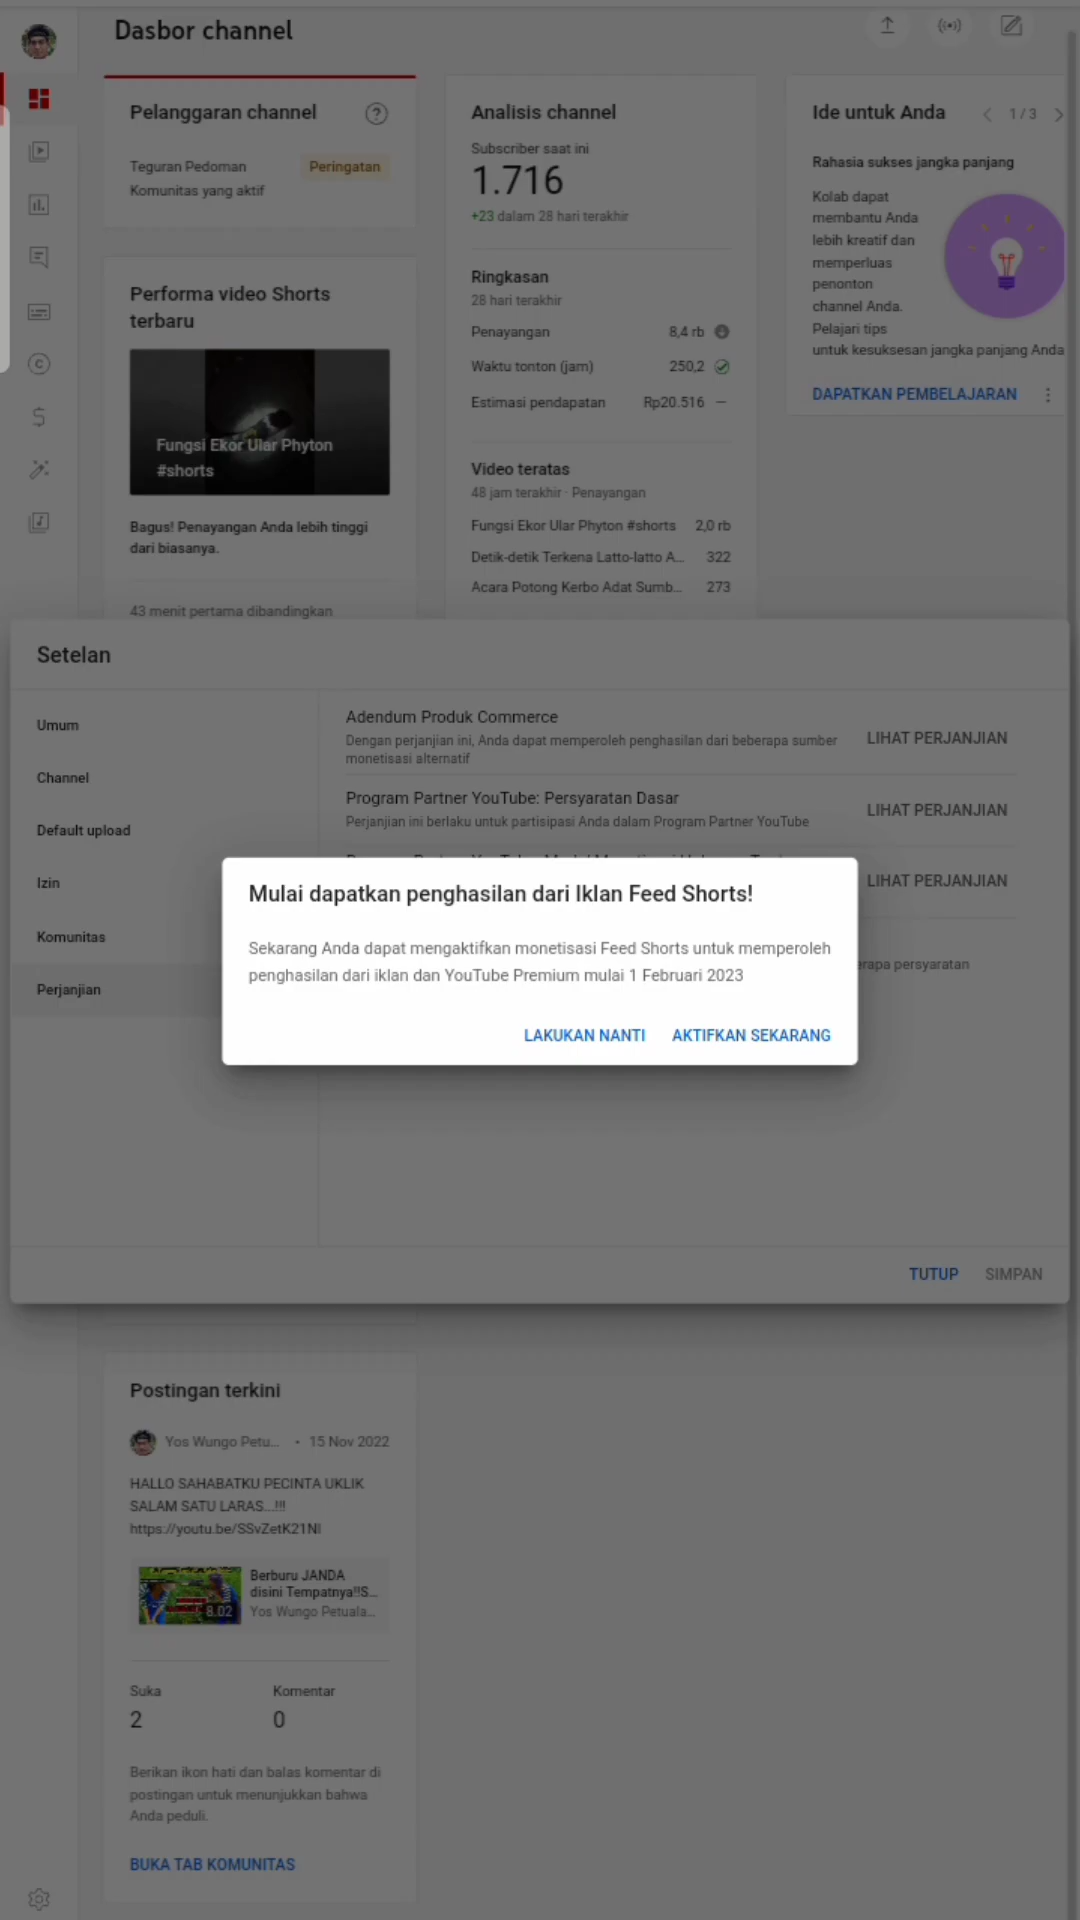 Dasbor channel
Pelanggaran channel
Teguran Pedoman
Komunitas yang aktif
Peringatan
Performa video Shorts
terbaru
Fungsi Ekor Ular Phyton
#shorts
Bagus! Penayangan Anda lebih tinggi
dari biasanya.
43 menit pertama dibandingkan
Analisis channel
Subscriber saat ini
1.716
+23 dalam 28 hari terakhir
Ringkasan
28 hari terakhir
Penayangan 8,4 rb
Waktu tonton (jam) 250,2
Estimasi pendapatan Rp20.516 —
Video teratas
48 jam terakhir · Penayangan
Fungsi Ekor Ular Phyton #shorts 2,0 rb
Detik-detik Terkena Latto-latto A... 322
Acara Potong Kerbo Adat Sumb... 273
Ide untuk Anda
1 / 3
Rahasia sukses jangka panjang
Kolab dapat
membantu Anda
lebih kreatif dan
memperluas
penonton
channel Anda.
Pelajari tips
untuk kesuksesan jangka panjang Anda
DAPATKAN PEMBELAJARAN
Setelan
Umum
Channel
Default upload
Izin
Komunitas
Perjanjian
Adendum Produk Commerce
Dengan perjanjian ini, Anda dapat memperoleh penghasilan dari beberapa sumber
monetisasi alternatif
LIHAT PERJANJIAN
Program Partner YouTube: Persyaratan Dasar
Perjanjian ini berlaku untuk partisipasi Anda dalam Program Partner YouTube
LIHAT PERJANJIAN
LIHAT PERJANJIAN
persyaratan
Mulai dapatkan penghasilan dari Iklan Feed Shorts!
Sekarang Anda dapat mengaktifkan monetisasi Feed Shorts untuk memperoleh
penghasilan dari iklan dan YouTube Premium mulai 1 Februari 2023
LAKUKAN NANTI AKTIFKAN SEKARANG
TUTUP SIMPAN
Postingan terkini
Yos Wungo Petu... • 15 Nov 2022
HALLO SAHABATKU PECINTA UKLIK
SALAM SATU LARAS...!!!
https://youtu.be/SSvZetK21NI
8.02
Berburu JANDA
disini Tempatnya!!S...
Yos Wungo Petuala...
Suka Komentar
2 0
Berikan ikon hati dan balas komentar di
postingan untuk menunjukkan bahwa
Anda peduli.
BUKA TAB KOMUNITAS